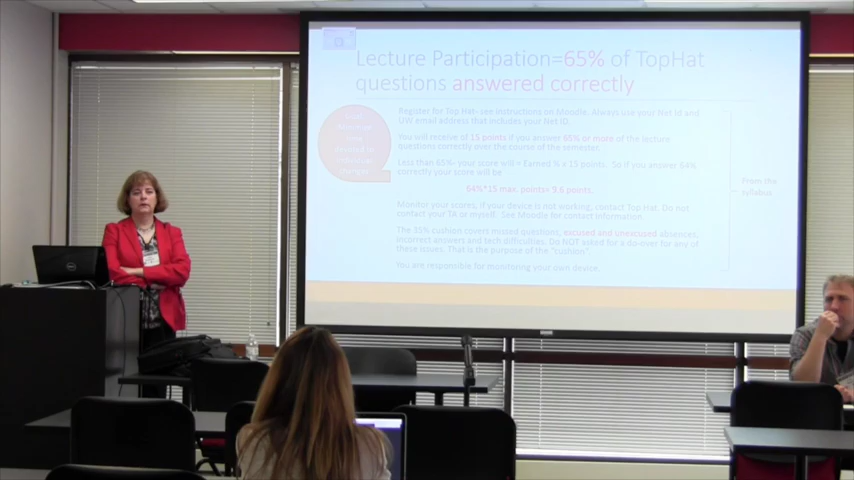 Lecture Participation=65% of TopHat
questions answered correctly
Register for Top Hat–see instructions on Moodle. Always use your Net Id and
UW email address that includes your Net ID.
You will receive of 15 points if you answer 65% or more of the lecture
questions correctly over the course of the semester.
Less than 65%- your score will = Earned % x 15 points. So if you answer 64%
correctly your score will be
64%*15 max. points= 9.6 points.
Monitor your scores, if your device is not working, contact Top Hat. Do not
contact your TA or myself. See Moodle for contact information.
The 35% cushion covers missed questions, excused and unexcused absences,
incorrect answers and tech difficulties. Do NOT asked for a do-over for any of
these issues. That is the purpose of the "cushion".
You are responsible for monitoring your own device.
From the
syllabus